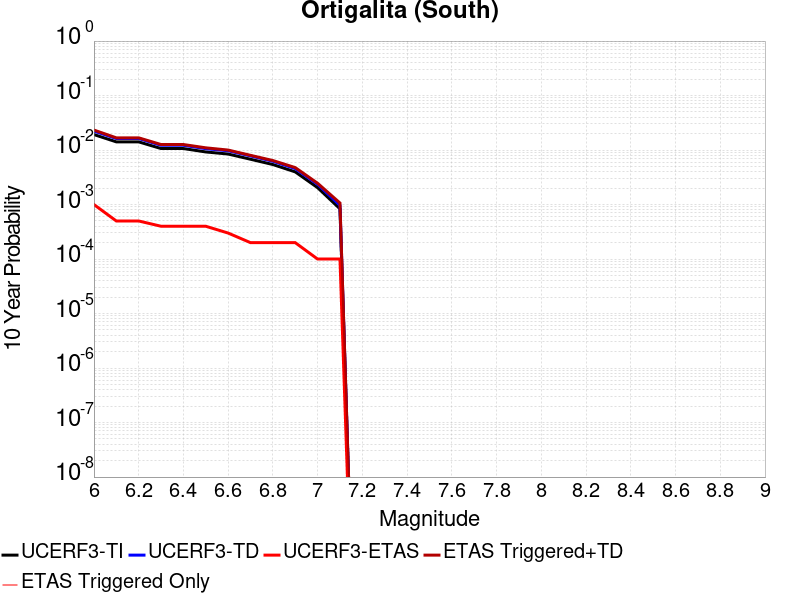 Ortigalita (South)
10^0
10^-1
10^-2
10^-3
10^-4
10^-5
10^-6
10^-7
10^-8
10 Year Probability
6 6.2 6.4 6.6 6.8 7 7.2 7.4 7.6 7.8 8 8.2 8.4 8.6 8.8 9
Magnitude
UCERF3-TI UCERF3-TD UCERF3-ETAS ETAS Triggered+TD
ETAS Triggered Only